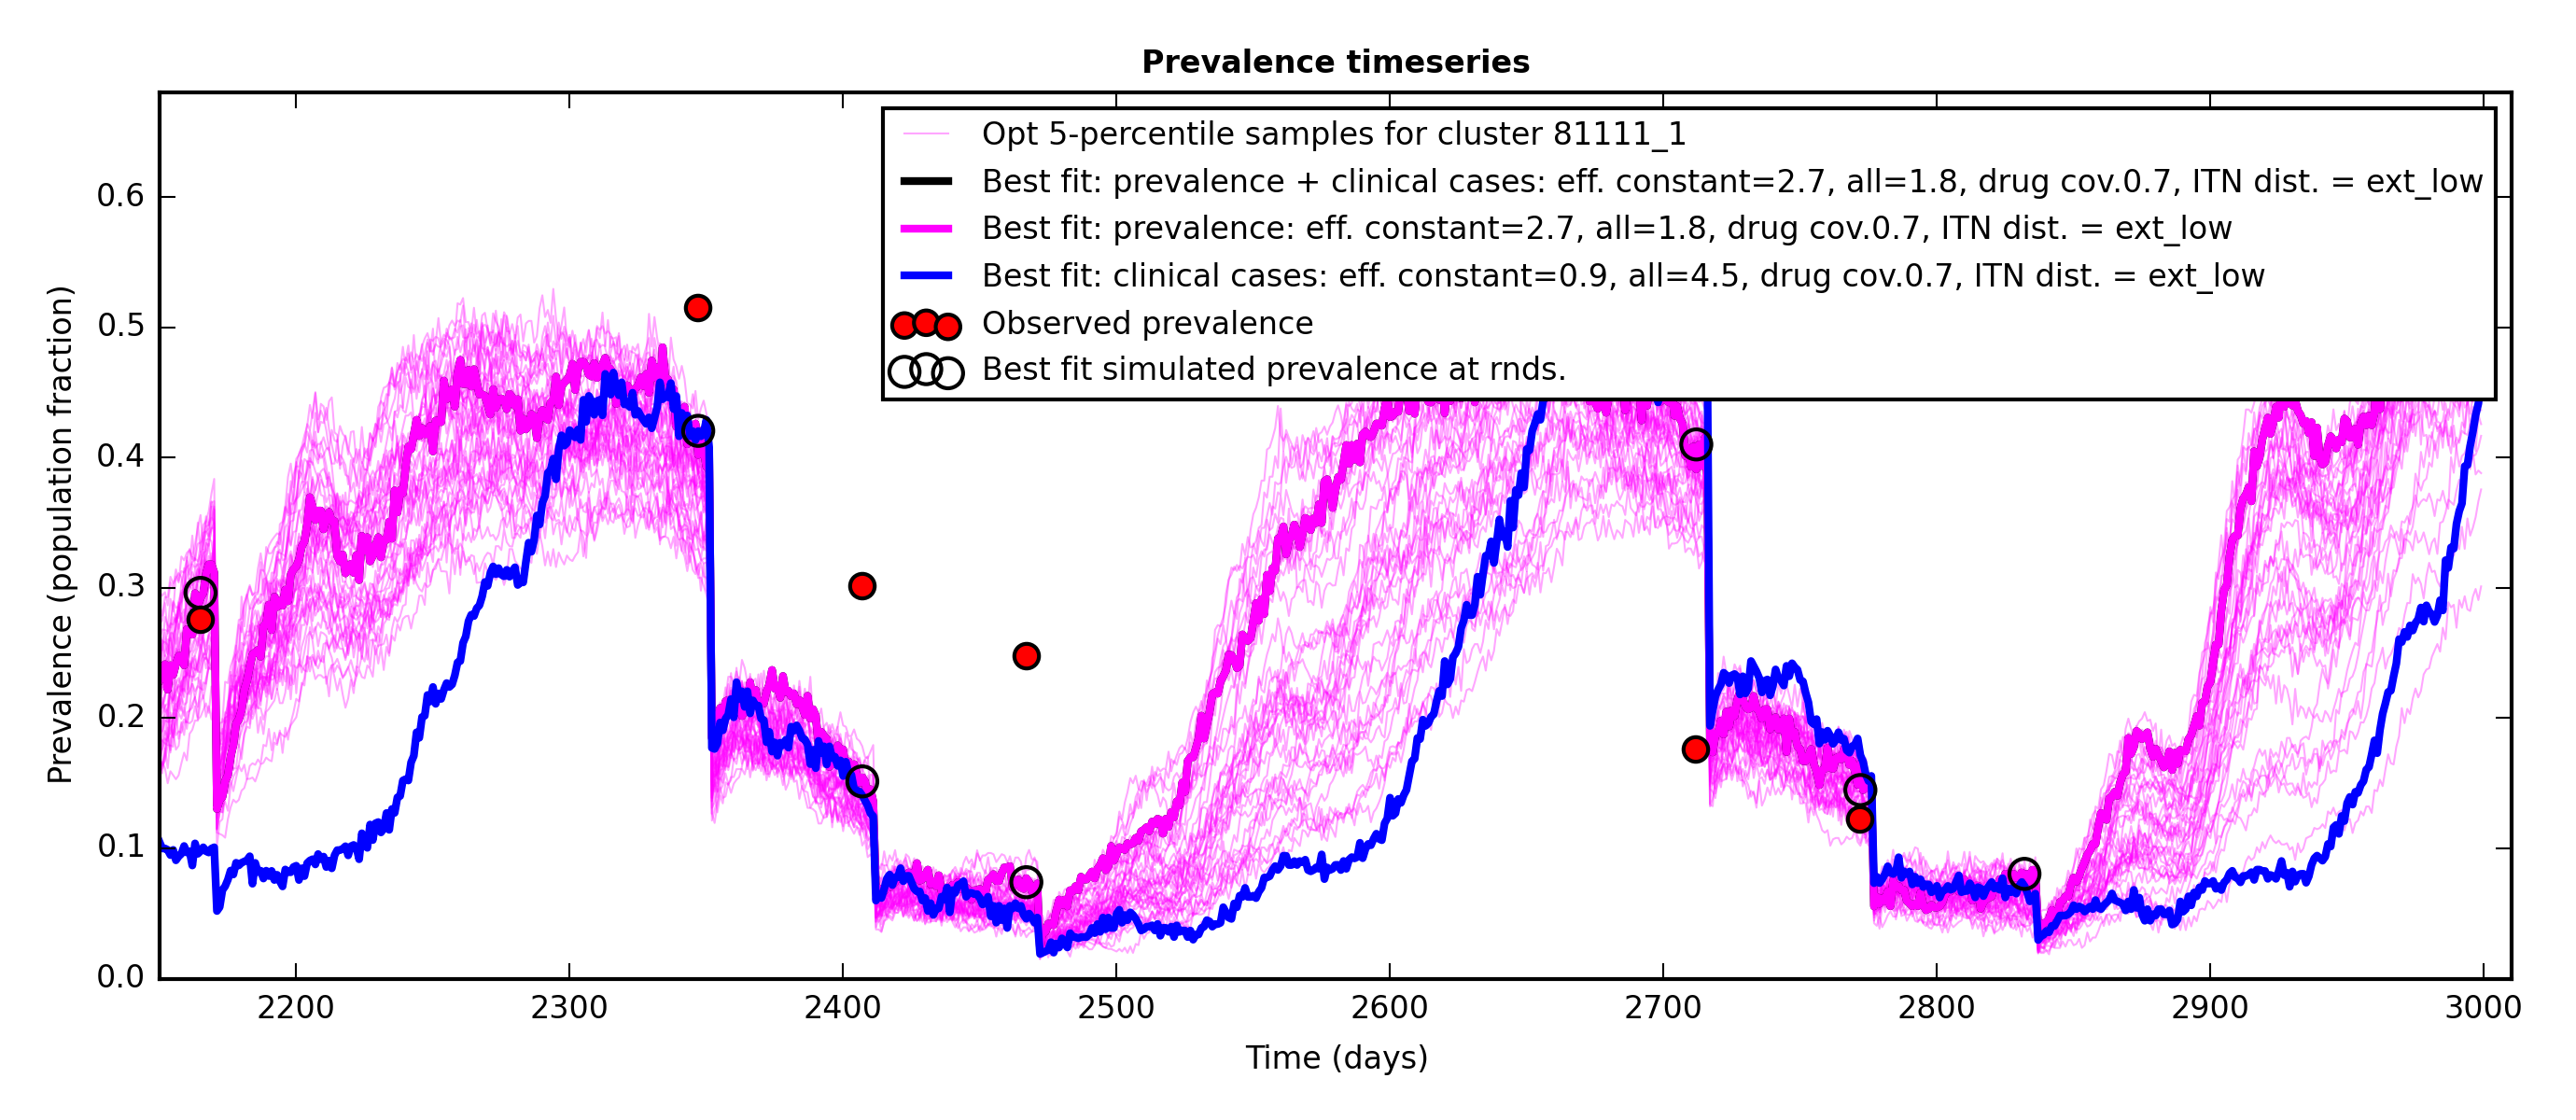 Prevalence timeseries
Opt 5-percentile samples for cluster 81111_1
Best fit: prevalence + clinical cases: eff. constant=2.7, all=1.8, drug cov.0.7, ITN dist. = ext_low
Best fit: prevalence: eff. constant=2.7, all=1.8, drug cov.0.7, ITN dist. = ext_low
Best fit: clinical cases: eff. constant=0.9, all=4.5, drug cov.0.7, ITN dist. = ext_low
Observed prevalence
Best fit simulated prevalence at rnds.
Prevalence (population fraction)
0.6
0.5
0.4
0.3
0.2
0.1
0.0
2200 2300 2400 2500 2600 2700 2800 2900 3000
Time (days)